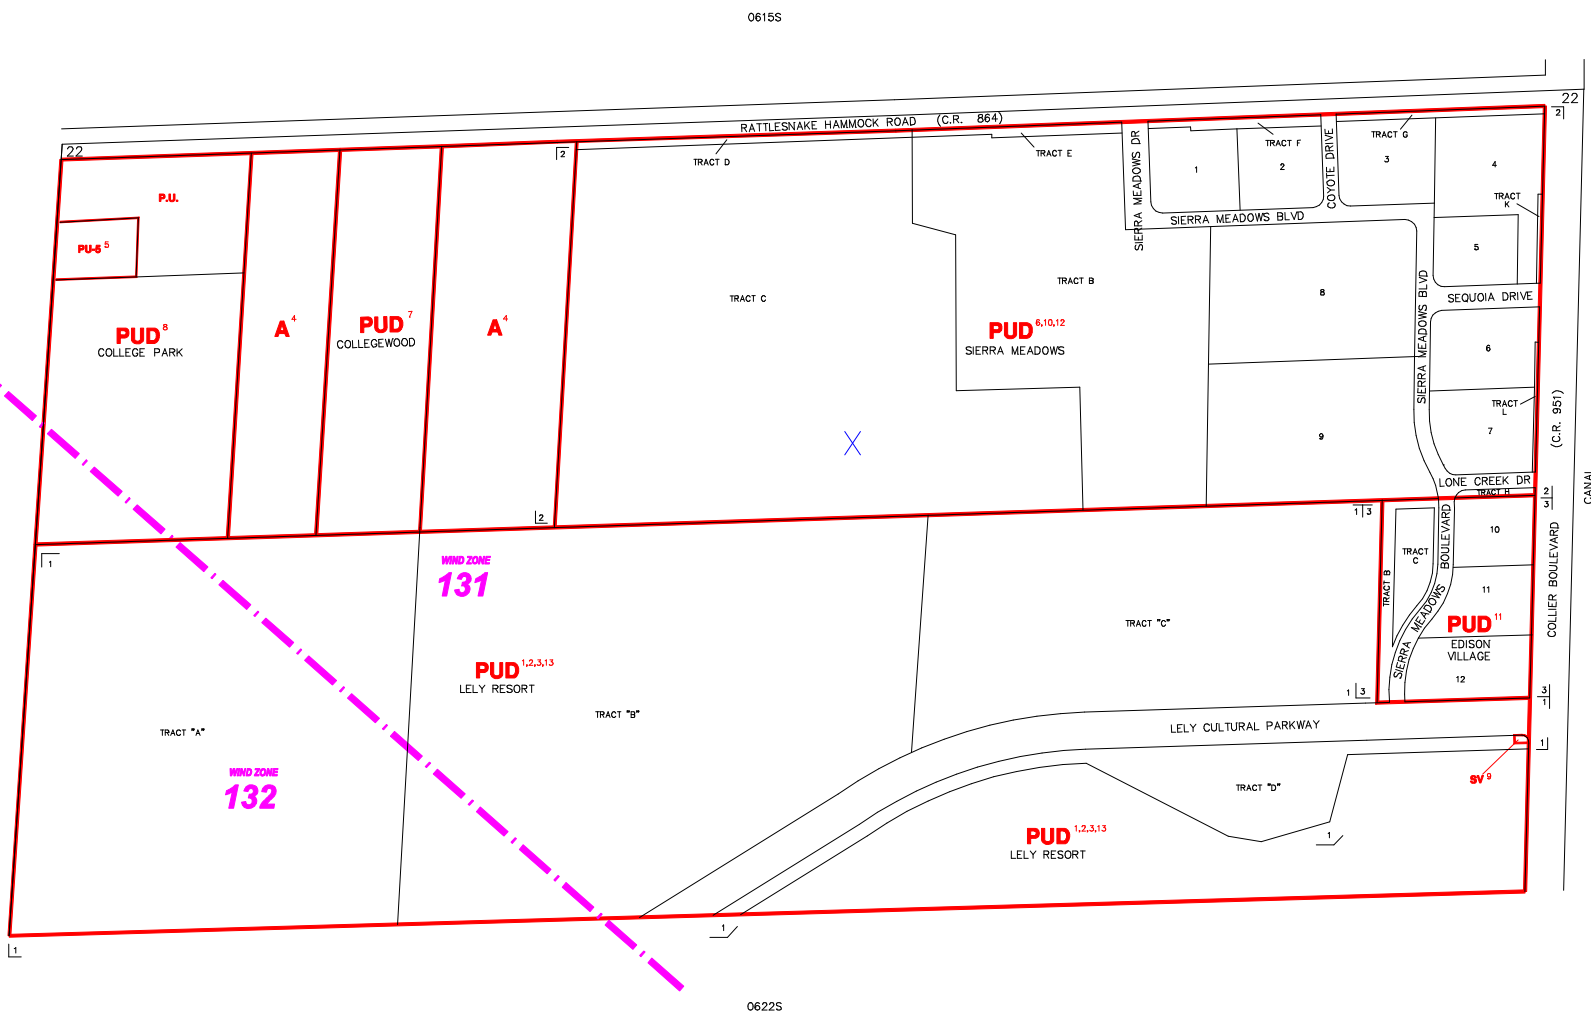 0615S
22
22
2
RATTLESNAKE HAMMOCK ROAD (C.R. 864)
2
TRACT D
TRACT E
SIERRA MEADOWS DR
TRACT F
COYOTE DRIVE
TRACT G
1
2
3
4
P.U.
TRACT
K
SIERRA MEADOWS BLVD
PU-5 5
5
TRACT C
TRACT B
8
SIERRA MEADOWS BLVD
SEQUOIA DRIVE
PUD 8
COLLEGE PARK
A 4
PUD 7
COLLEGEWOOD
A 4
PUD 6,10,12
SIERRA MEADOWS
6
TRACT
L
(C.R. 951)
7
9
X
LONE CREEK DR
TRACT H
2
3
CANAL
2
1 3
1
10
BOULEVARD
TRACT
C
WIND ZONE
131
TRACT B
11
COLLIER BOULEVARD
TRACT "C"
SIERRA MEADOWS
PUD 11
EDISON
VILLAGE
PUD 1,2,3,13
LELY RESORT
12
1 3
3
1
TRACT "B"
LELY CULTURAL PARKWAY
TRACT "A"
1
WIND ZONE
132
SV 9
TRACT "D"
PUD 1,2,3,13
LELY RESORT
1
1
1
0622S